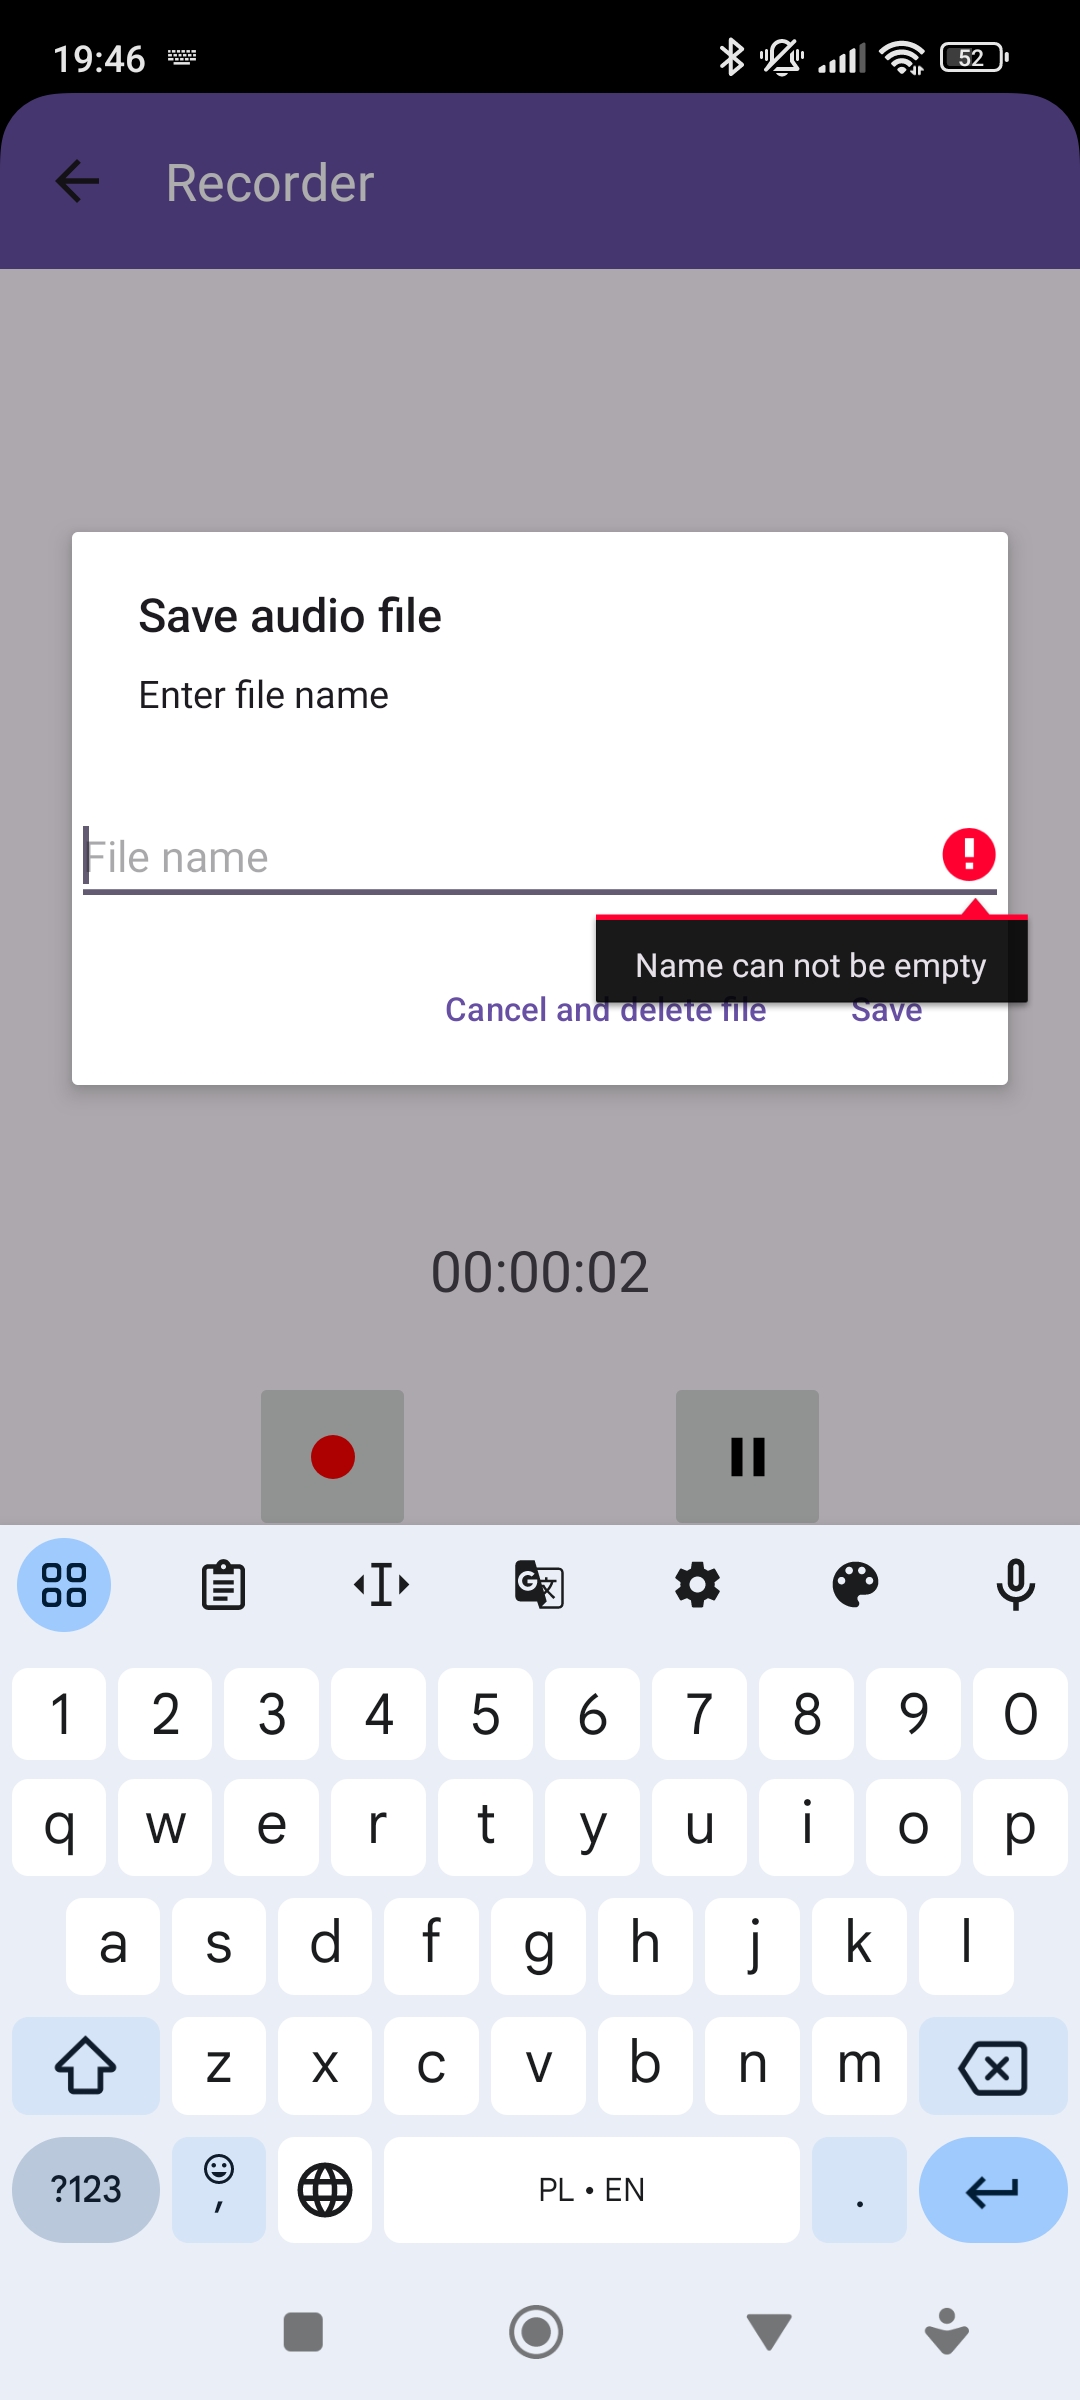 19:46
52
Recorder
Save audio file
Enter file name
File name
Name can not be empty
Cancel and delete file Save
00:00:02
1 2 3 4 5 6 7 8 9 0
q w e r t y u i o p
a s d f g h j k l
z x c v b n m
?123 , PL • EN .